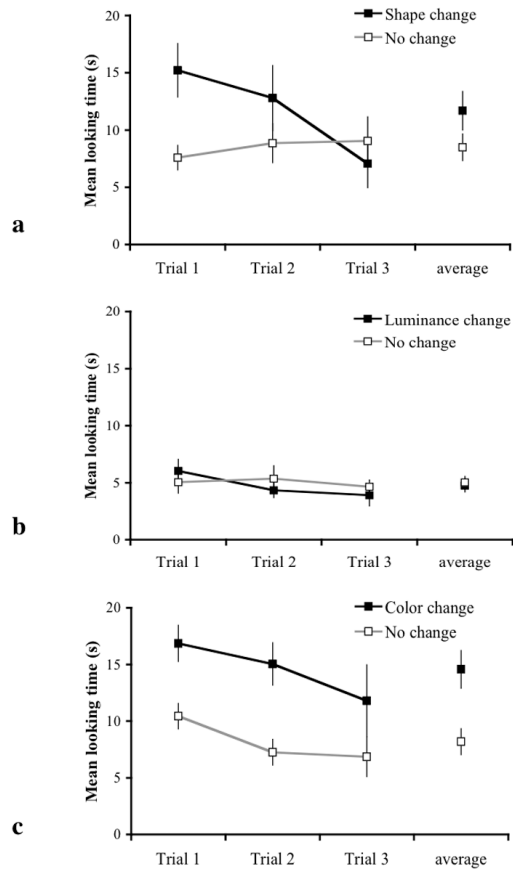 20
Shape change
No change
15
10
5
0
Mean looking time (s)
a
Trial 1 Trial 2 Trial 3 average
20
Luminance change
No change
15
10
5
0
Mean looking time (s)
b
Trial 1 Trial 2 Trial 3 average
20
Color change
No change
15
10
5
0
Mean looking time (s)
c
Trial 1 Trial 2 Trial 3 average